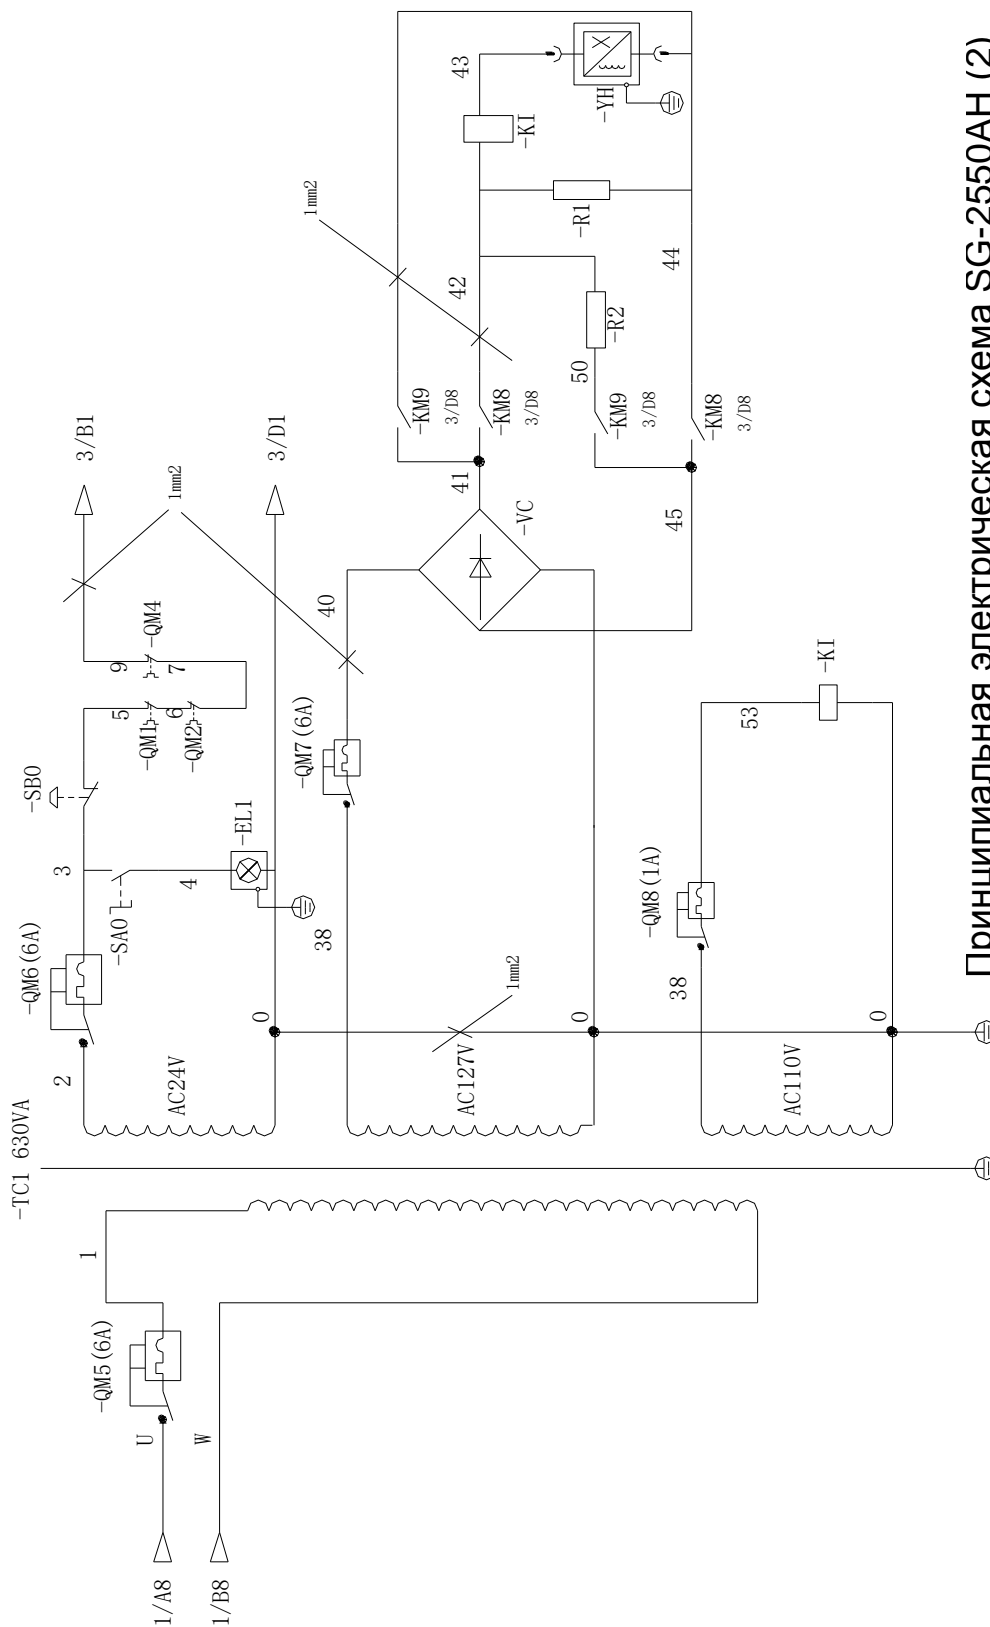 -TC1 630VA
1/A8
1/B8
U
W
-QM5(6A)
1
2
-QM6(6A)
AC24V
0
3
-SA0
4
-EL1
-SB0
5
-QM1
6
-QM2
7
-QM4
9
3/B1
3/D1
1mm2
38
AC127V
1mm2
0
-QM7(6A)
40
-VC
41
45
-KM9
3/D8
-KM8
3/D8
-KM9
3/D8
-KM8
3/D8
1mm2
42
50
-R2
-R1
44
-KI
43
-YH
X
AC110V
0
38
-QM8(1A)
53
-KI
Принципиальная электрическая схема SG-2550AH (2)